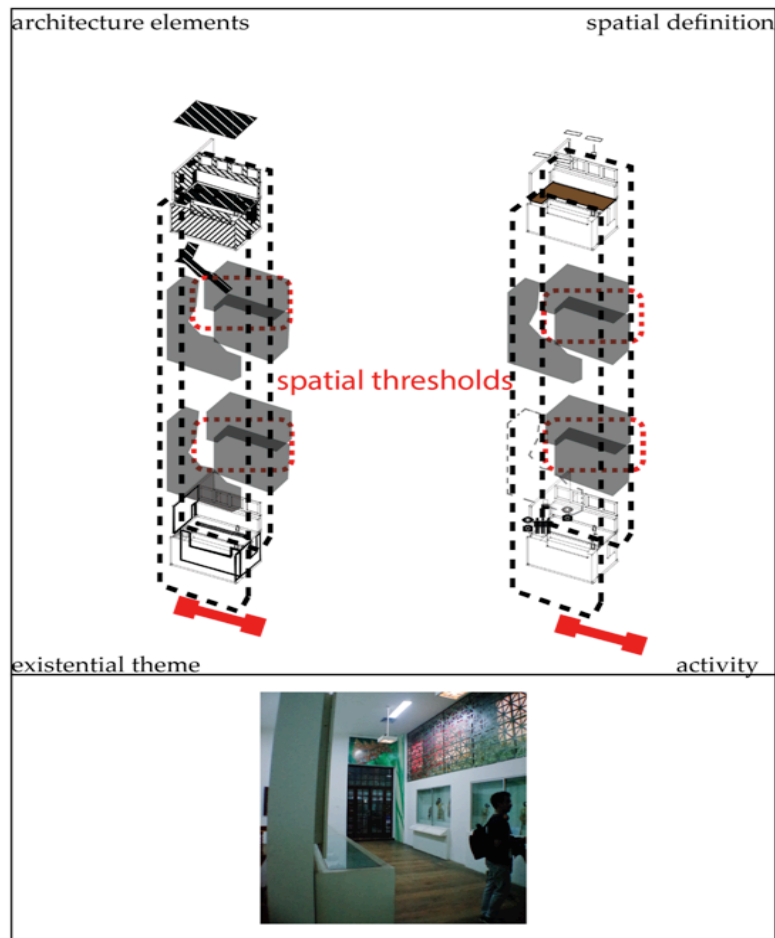 architecture elements
spatial definition
spatial thresholds
existential theme
activity